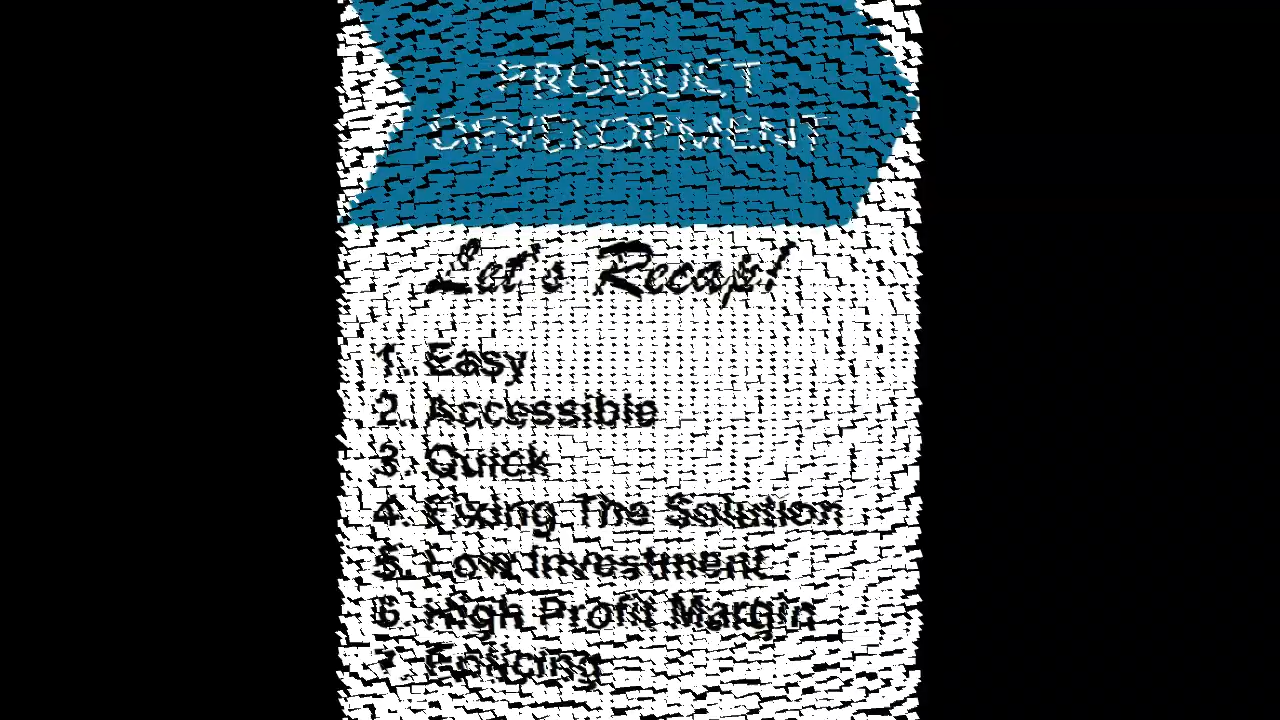 PRODUCT
DEVELOPMENT
Let's Recap!
1. Easy
2. Accessible
3. Quick
4. Fixing The Solution
5. Low Investment
6. High Profit Margin
7.